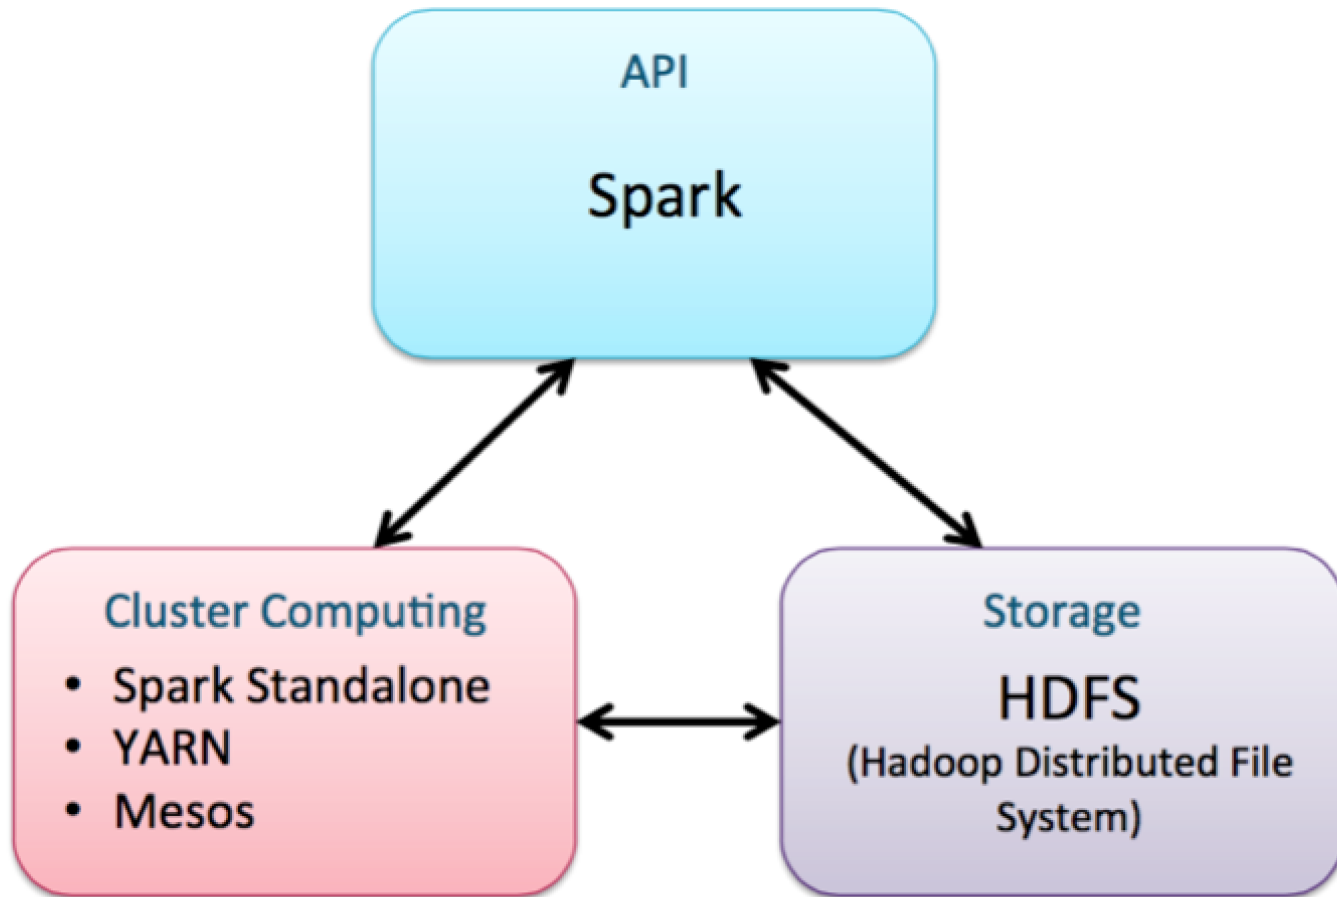 API
Spark
Cluster Computing
• Spark Standalone
• YARN
• Mesos
Storage
HDFS
(Hadoop Distributed File
System)